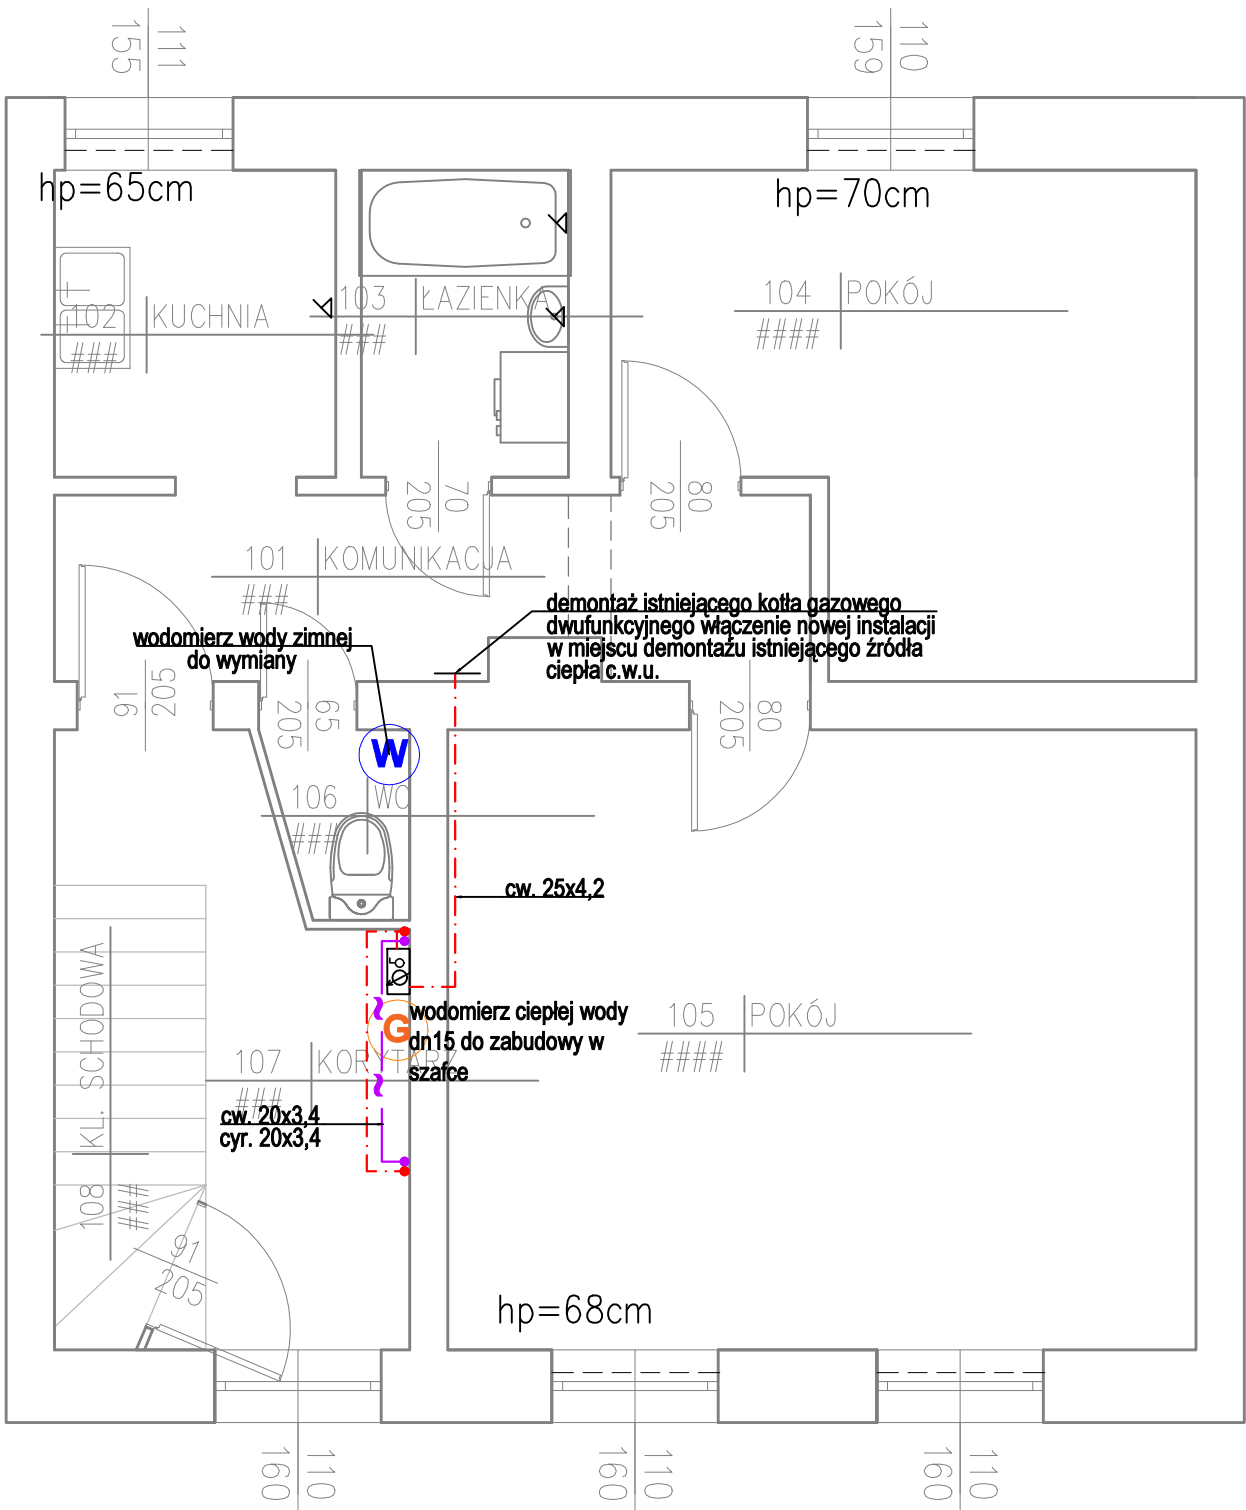 111
155
110
159
hp=65cm
hp=70cm
102 KUCHNIA
###
103 ŁAZIENKA
###
104 POKÓJ
####
70
205
80
205
101 KOMUNIKACJA
###
demontaż istniejącego kotła gazowego
dwufunkcyjnego włączenie nowej instalacji
w miejscu demontażu istniejącego źródła
ciepła c.w.u.
wodomierz wody zimnej
do wymiany
91
205
65
205
80
205
W
106 WC
###
cw. 25x4,2
KL. SCHODOWA
108
###
wodomierz ciepłej wody
dn15 do zabudowy w
szafce
G
105 POKÓJ
####
107 KORYTARZ
###
cw. 20x3,4
cyr. 20x3,4
91
205
hp=68cm
110
160
110
160
110
160